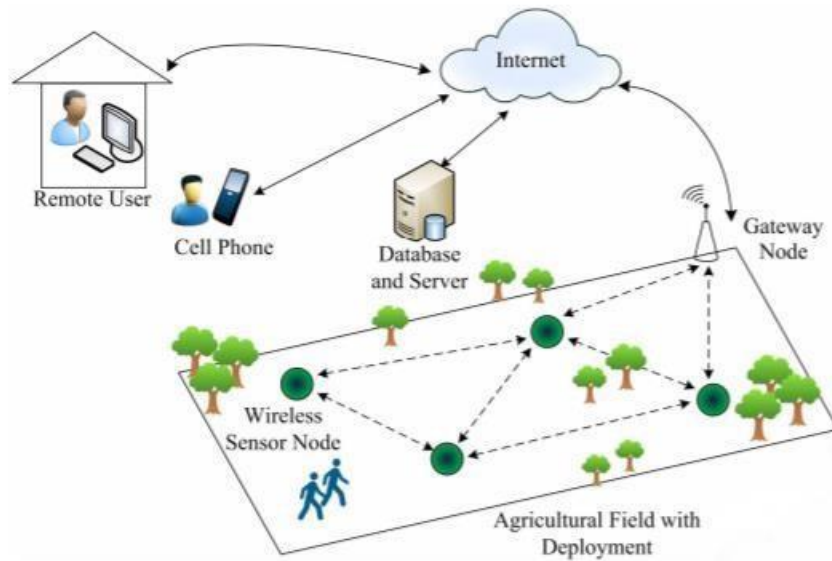 Internet
Remote User
Cell Phone
Database
and Server
Gateway
Node
Wireless
Sensor Node
Agricultural Field with
Deployment